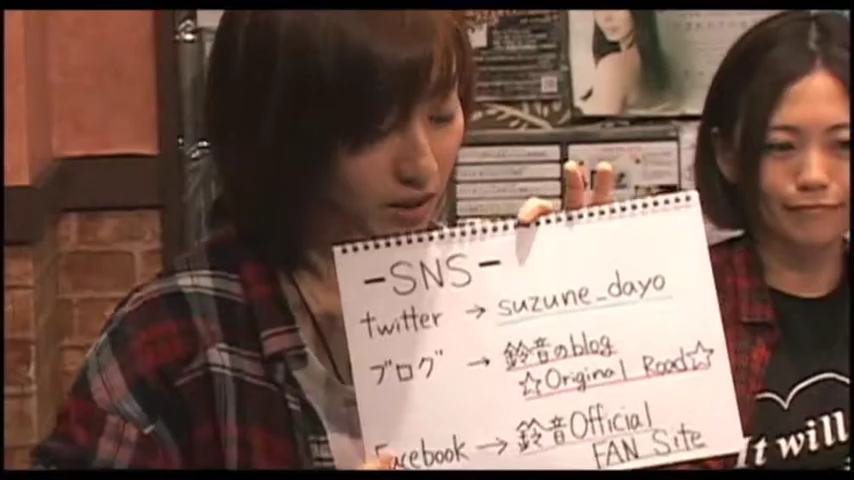 -SNS-
twitter → suzune_dayo
ブログ → 鈴音のblog
☆Original Road☆
Facebook → 鈴音Official
FAN Site
It will